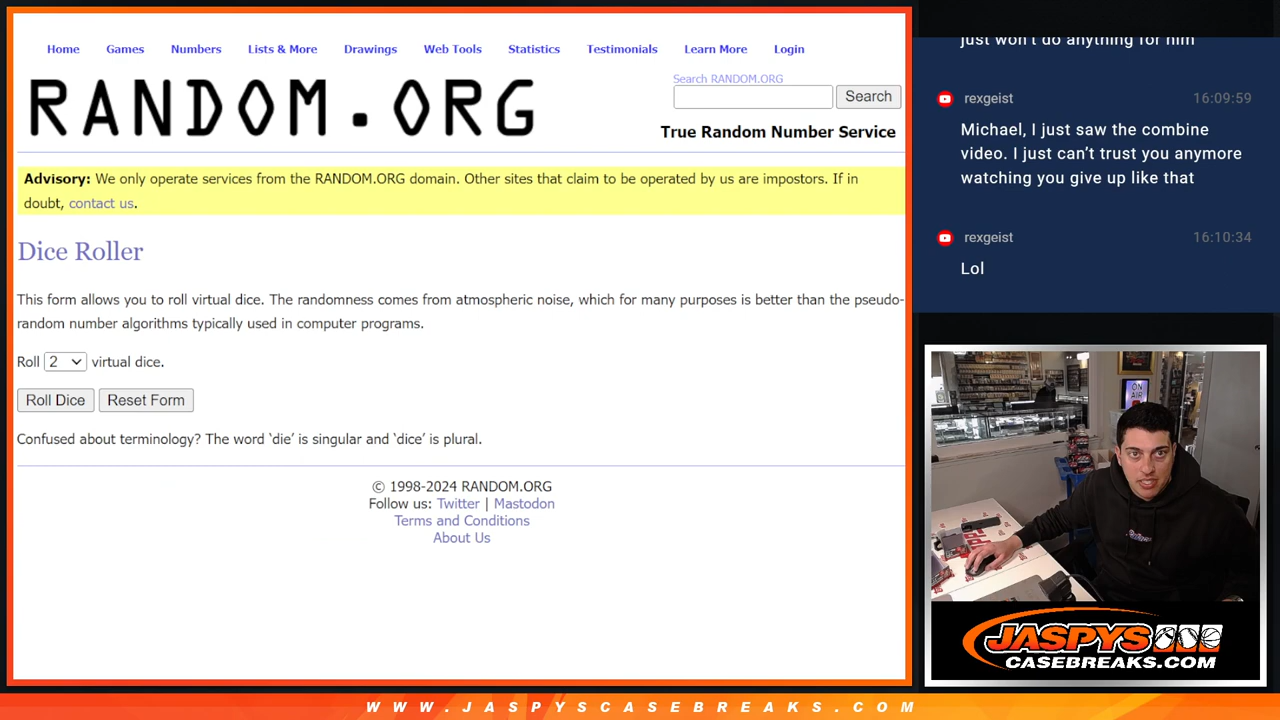 Home Games Numbers Lists & More Drawings Web Tools Statistics Testimonials Learn More Login
RANDOM.ORG
Search RANDOM.ORG
Search
True Random Number Service
Advisory: We only operate services from the RANDOM.ORG domain. Other sites that claim to be operated by us are impostors. If in
doubt, contact us.
Dice Roller
This form allows you to roll virtual dice. The randomness comes from atmospheric noise, which for many purposes is better than the pseudo-
random number algorithms typically used in computer programs.
Roll 2 virtual dice.
Roll Dice Reset Form
Confused about terminology? The word ‘die’ is singular and ‘dice’ is plural.
© 1998-2024 RANDOM.ORG
Follow us: Twitter | Mastodon
Terms and Conditions
About Us
just won't do anything for him
rexgeist 16:09:59
Michael, I just saw the combine
video. I just can’t trust you anymore
watching you give up like that
rexgeist 16:10:34
Lol
ON
AIR
JASPYS
CASEBREAKS.COM
WWW.JASPYSCASEBREAKS.COM